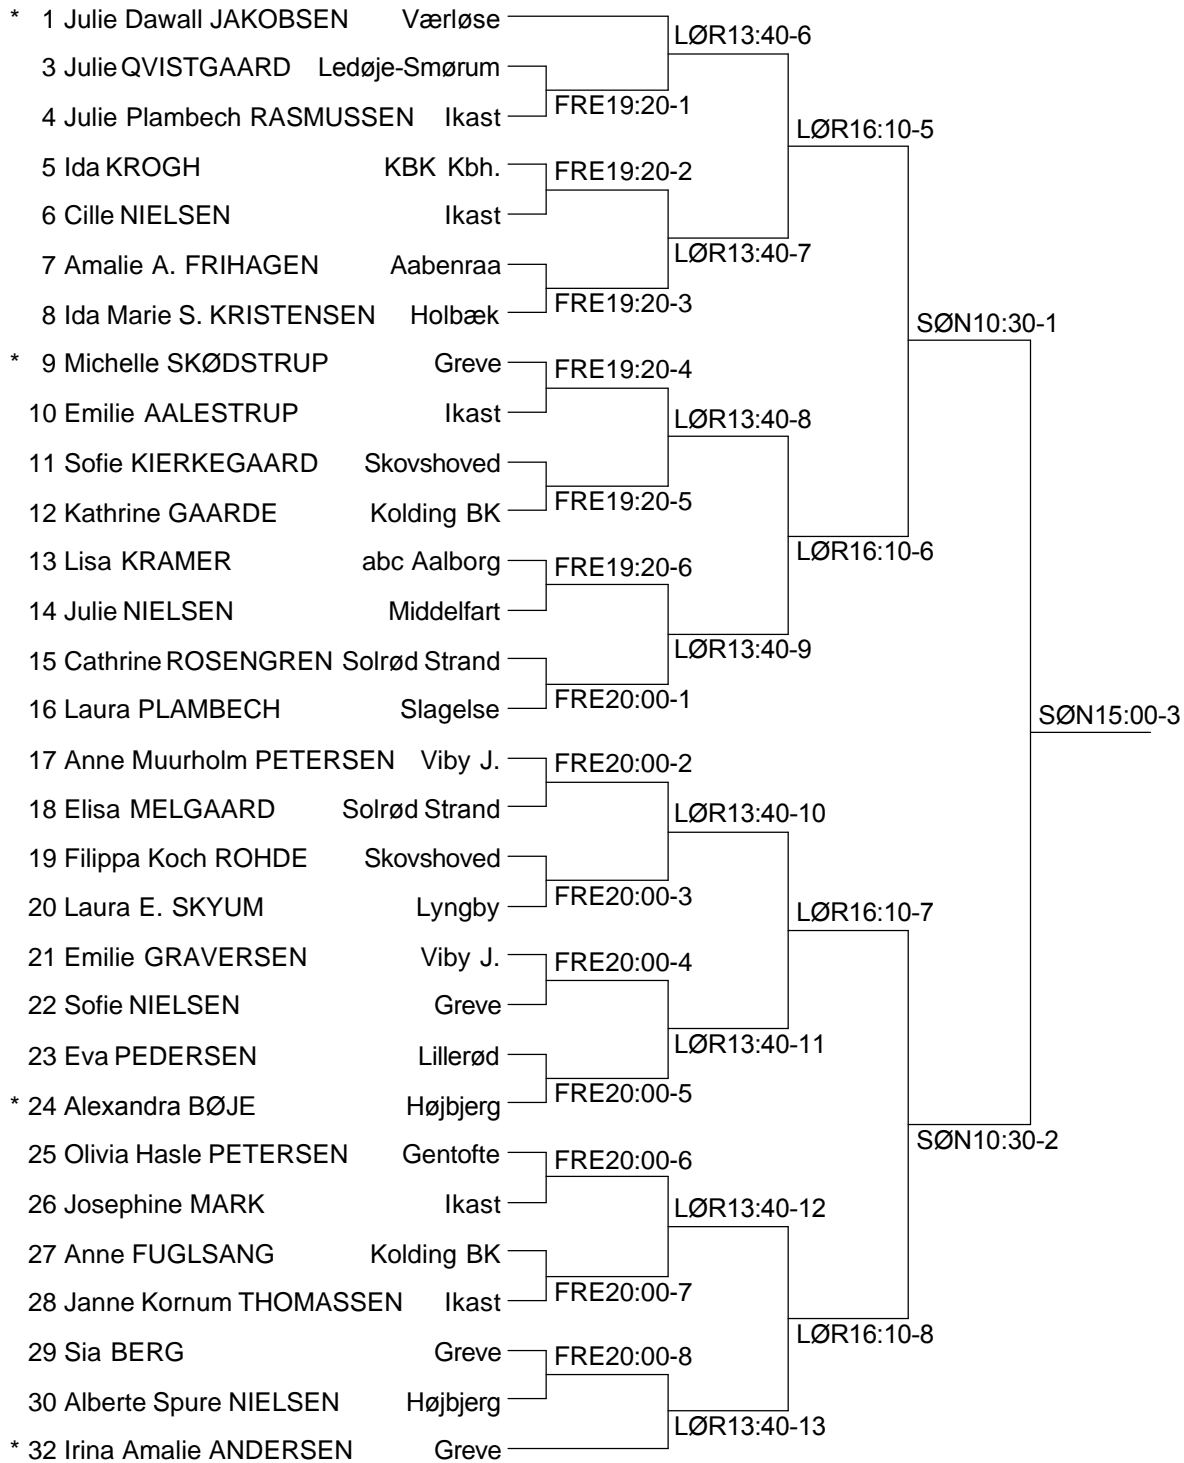 * 1 Julie Dawall JAKOBSEN Værløse
LØR13:40-6
3 Julie QVISTGAARD Ledøje-Smørum
FRE19:20-1
4 Julie Plambech RASMUSSEN Ikast
LØR16:10-5
5 Ida KROGH KBK Kbh.
FRE19:20-2
6 Cille NIELSEN Ikast
LØR13:40-7
7 Amalie A. FRIHAGEN Aabenraa
FRE19:20-3
8 Ida Marie S. KRISTENSEN Holbæk
SØN10:30-1
* 9 Michelle SKØDSTRUP Greve
FRE19:20-4
10 Emilie AALESTRUP Ikast
LØR13:40-8
11 Sofie KIERKEGAARD Skovshoved
FRE19:20-5
12 Kathrine GAARDE Kolding BK
LØR16:10-6
13 Lisa KRAMER abc Aalborg
FRE19:20-6
14 Julie NIELSEN Middelfart
LØR13:40-9
15 Cathrine ROSENGREN Solrød Strand
FRE20:00-1
16 Laura PLAMBECH Slagelse
SØN15:00-3
17 Anne Muurholm PETERSEN Viby J.
FRE20:00-2
18 Elisa MELGAARD Solrød Strand
LØR13:40-10
19 Filippa Koch ROHDE Skovshoved
FRE20:00-3
20 Laura E. SKYUM Lyngby
LØR16:10-7
21 Emilie GRAVERSEN Viby J.
FRE20:00-4
22 Sofie NIELSEN Greve
LØR13:40-11
23 Eva PEDERSEN Lillerød
FRE20:00-5
* 24 Alexandra BØJE Højbjerg
SØN10:30-2
25 Olivia Hasle PETERSEN Gentofte
FRE20:00-6
26 Josephine MARK Ikast
LØR13:40-12
27 Anne FUGLSANG Kolding BK
FRE20:00-7
28 Janne Kornum THOMASSEN Ikast
LØR16:10-8
29 Sia BERG Greve
FRE20:00-8
30 Alberte Spure NIELSEN Højbjerg
LØR13:40-13
* 32 Irina Amalie ANDERSEN Greve